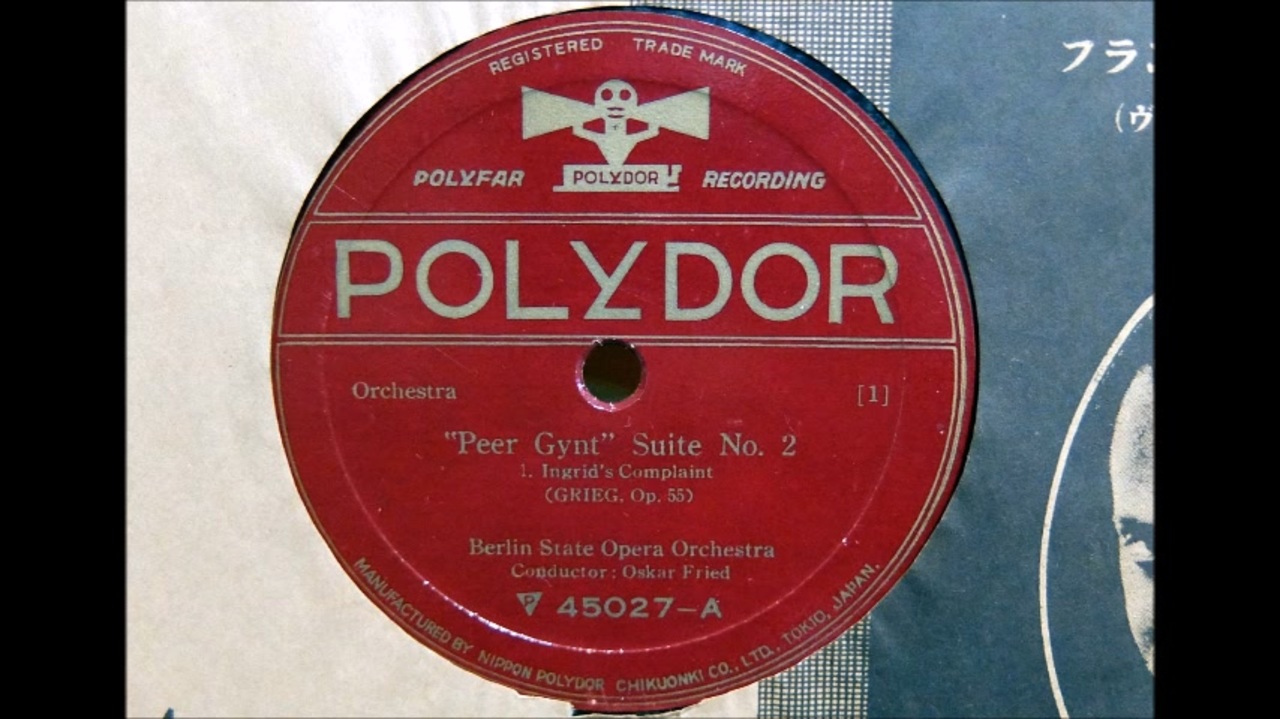 REGISTERED TRADE MARK
POLYFAR POLYDOR RECORDING
POLYDOR
Orchestra [1]
"Peer Gynt" Suite No. 2
1. Ingrid's Complaint
(GRIEG, Op. 55)
Berlin State Opera Orchestra
Conductor : Oskar Fried
P 45027-A
MANUFACTURED BY NIPPON POLYDOR CHIKUONKI CO., LTD., TOKIO, JAPAN.
フラ
(ヴ